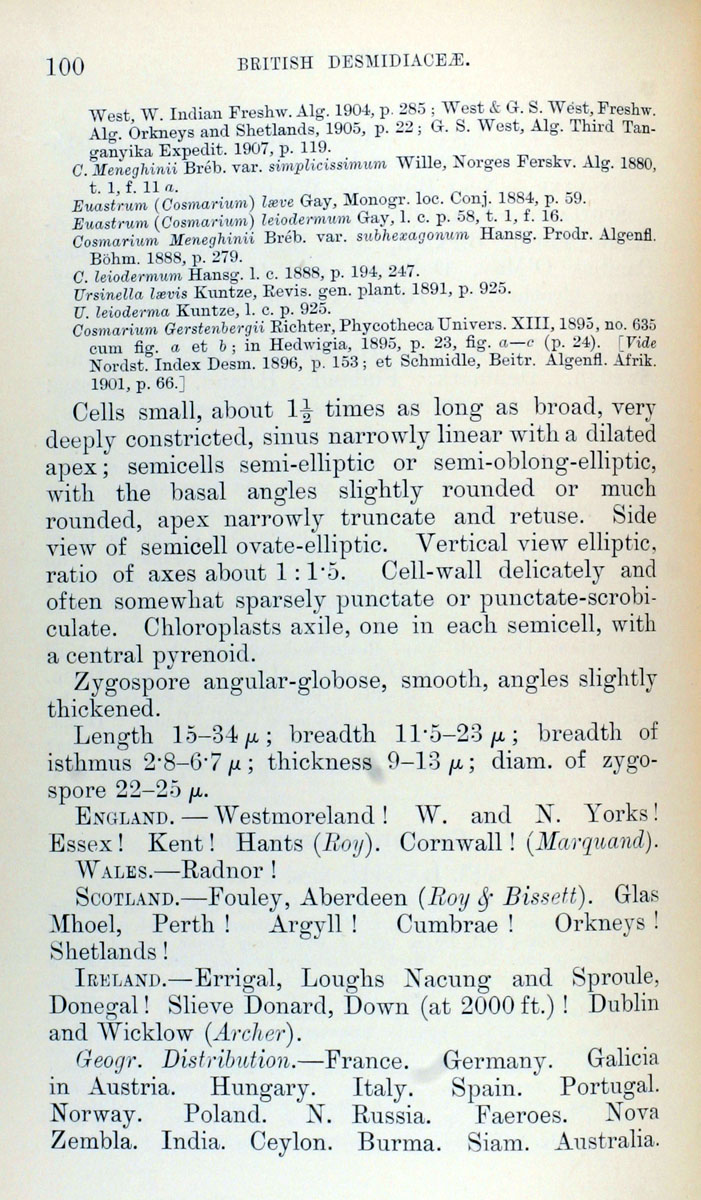 100 BRITISH DESMIDIACEÆ.
West, W. Indian Freshw. Alg. 1904, p. 285 ; West & G. S. West, Freshw.
Alg. Orkneys and Shetlands, 1905, p. 22 ; G. S. West, Alg. Third Tan-
ganyika Expedit. 1907, p. 119.
C. Meneghinii Bréb. var. simplicissimum Wille, Norges Ferskv. Alg. 1880,
t. 1, f. 11 a.
Euastrum (Cosmarium) læve Gay, Monogr. loc. Conj. 1884, p. 59.
Euastrum (Cosmarium) leiodermum Gay, l. c. p. 58, t. 1, f. 16.
Cosmarium Meneghinii Bréb. var. subhexagonum Hansg. Prodr. Algenfl.
Böhm. 1888, p. 279.
C. leiodermum Hansg. l. c. 1888, p. 194, 247.
Ursinella lævis Kuntze, Revis. gen. plant. 1891, p. 925.
U. leioderma Kuntze, l. c. p. 925.
Cosmarium Gerstenbergii Richter, Phycotheca Univers. XIII, 1895, no. 635
cum fig. a et b ; in Hedwigia, 1895, p. 23, fig. a—c (p. 24). [Vide
Nordst. Index Desm. 1896, p. 153 ; et Schmidle, Beitr. Algenfl. Afrik.
1901, p. 66.]
Cells small, about 1½ times as long as broad, very
deeply constricted, sinus narrowly linear with a dilated
apex ; semicells semi-elliptic or semi-oblong-elliptic,
with the basal angles slightly rounded or much
rounded, apex narrowly truncate and retuse. Side
view of semicell ovate-elliptic. Vertical view elliptic,
ratio of axes about 1 : 1·5. Cell-wall delicately and
often somewhat sparsely punctate or punctate-scrobi-
culate. Chloroplasts axile, one in each semicell, with
a central pyrenoid.
Zygospore angular-globose, smooth, angles slightly
thickened.
Length 15–34 µ ; breadth 11·5–23 µ ; breadth of
isthmus 2·8–6·7 µ ; thickness 9–13 µ ; diam. of zygo-
spore 22–25 µ.
ENGLAND.—Westmoreland ! W. and N. Yorks !
Essex ! Kent ! Hants (Roy). Cornwall ! (Marquand).
WALES.—Radnor !
SCOTLAND.—Fouley, Aberdeen (Roy & Bissett). Glas
Mhoel, Perth ! Argyll ! Cumbrae ! Orkneys !
Shetlands !
IRELAND.—Errigal, Loughs Nacung and Sproule,
Donegal ! Slieve Donard, Down (at 2000 ft.) ! Dublin
and Wicklow (Archer).
Geogr. Distribution.—France. Germany. Galicia
in Austria. Hungary. Italy. Spain. Portugal.
Norway. Poland. N. Russia. Faeroes. Nova
Zembla. India. Ceylon. Burma. Siam. Australia.